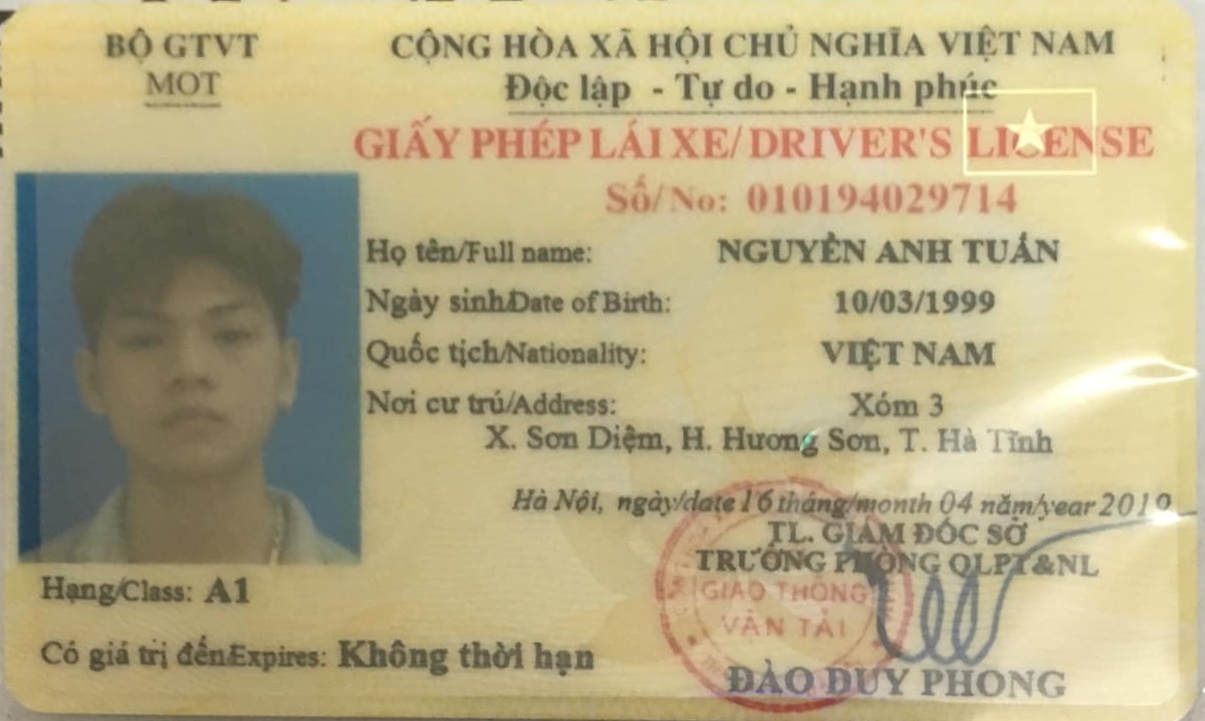 BỘ GTVT
MOT
CỘNG HÒA XÃ HỘI CHỦ NGHĨA VIỆT NAM
Độc lập - Tự do - Hạnh phúc
GIẤY PHÉP LÁI XE/ DRIVER'S LICENSE
Số/ No: 010194029714
Họ tên/Full name: NGUYỄN ANH TUẤN
Ngày sinh/Date of Birth: 10/03/1999
Quốc tịch/Nationality: VIỆT NAM
Nơi cư trú/Address: Xóm 3
X. Sơn Diệm, H. Hương Sơn, T. Hà Tĩnh
Hà Nội, ngày/date 16 tháng/month 04 năm/year 2019
TL. GIÁM ĐỐC SỞ
TRƯỞNG PHÒNG QLPT&NL
GIAO THÔNG
VẬN TẢI
ĐÀO DUY PHONG
Hạng/Class: A1
Có giá trị đến/Expires: Không thời hạn